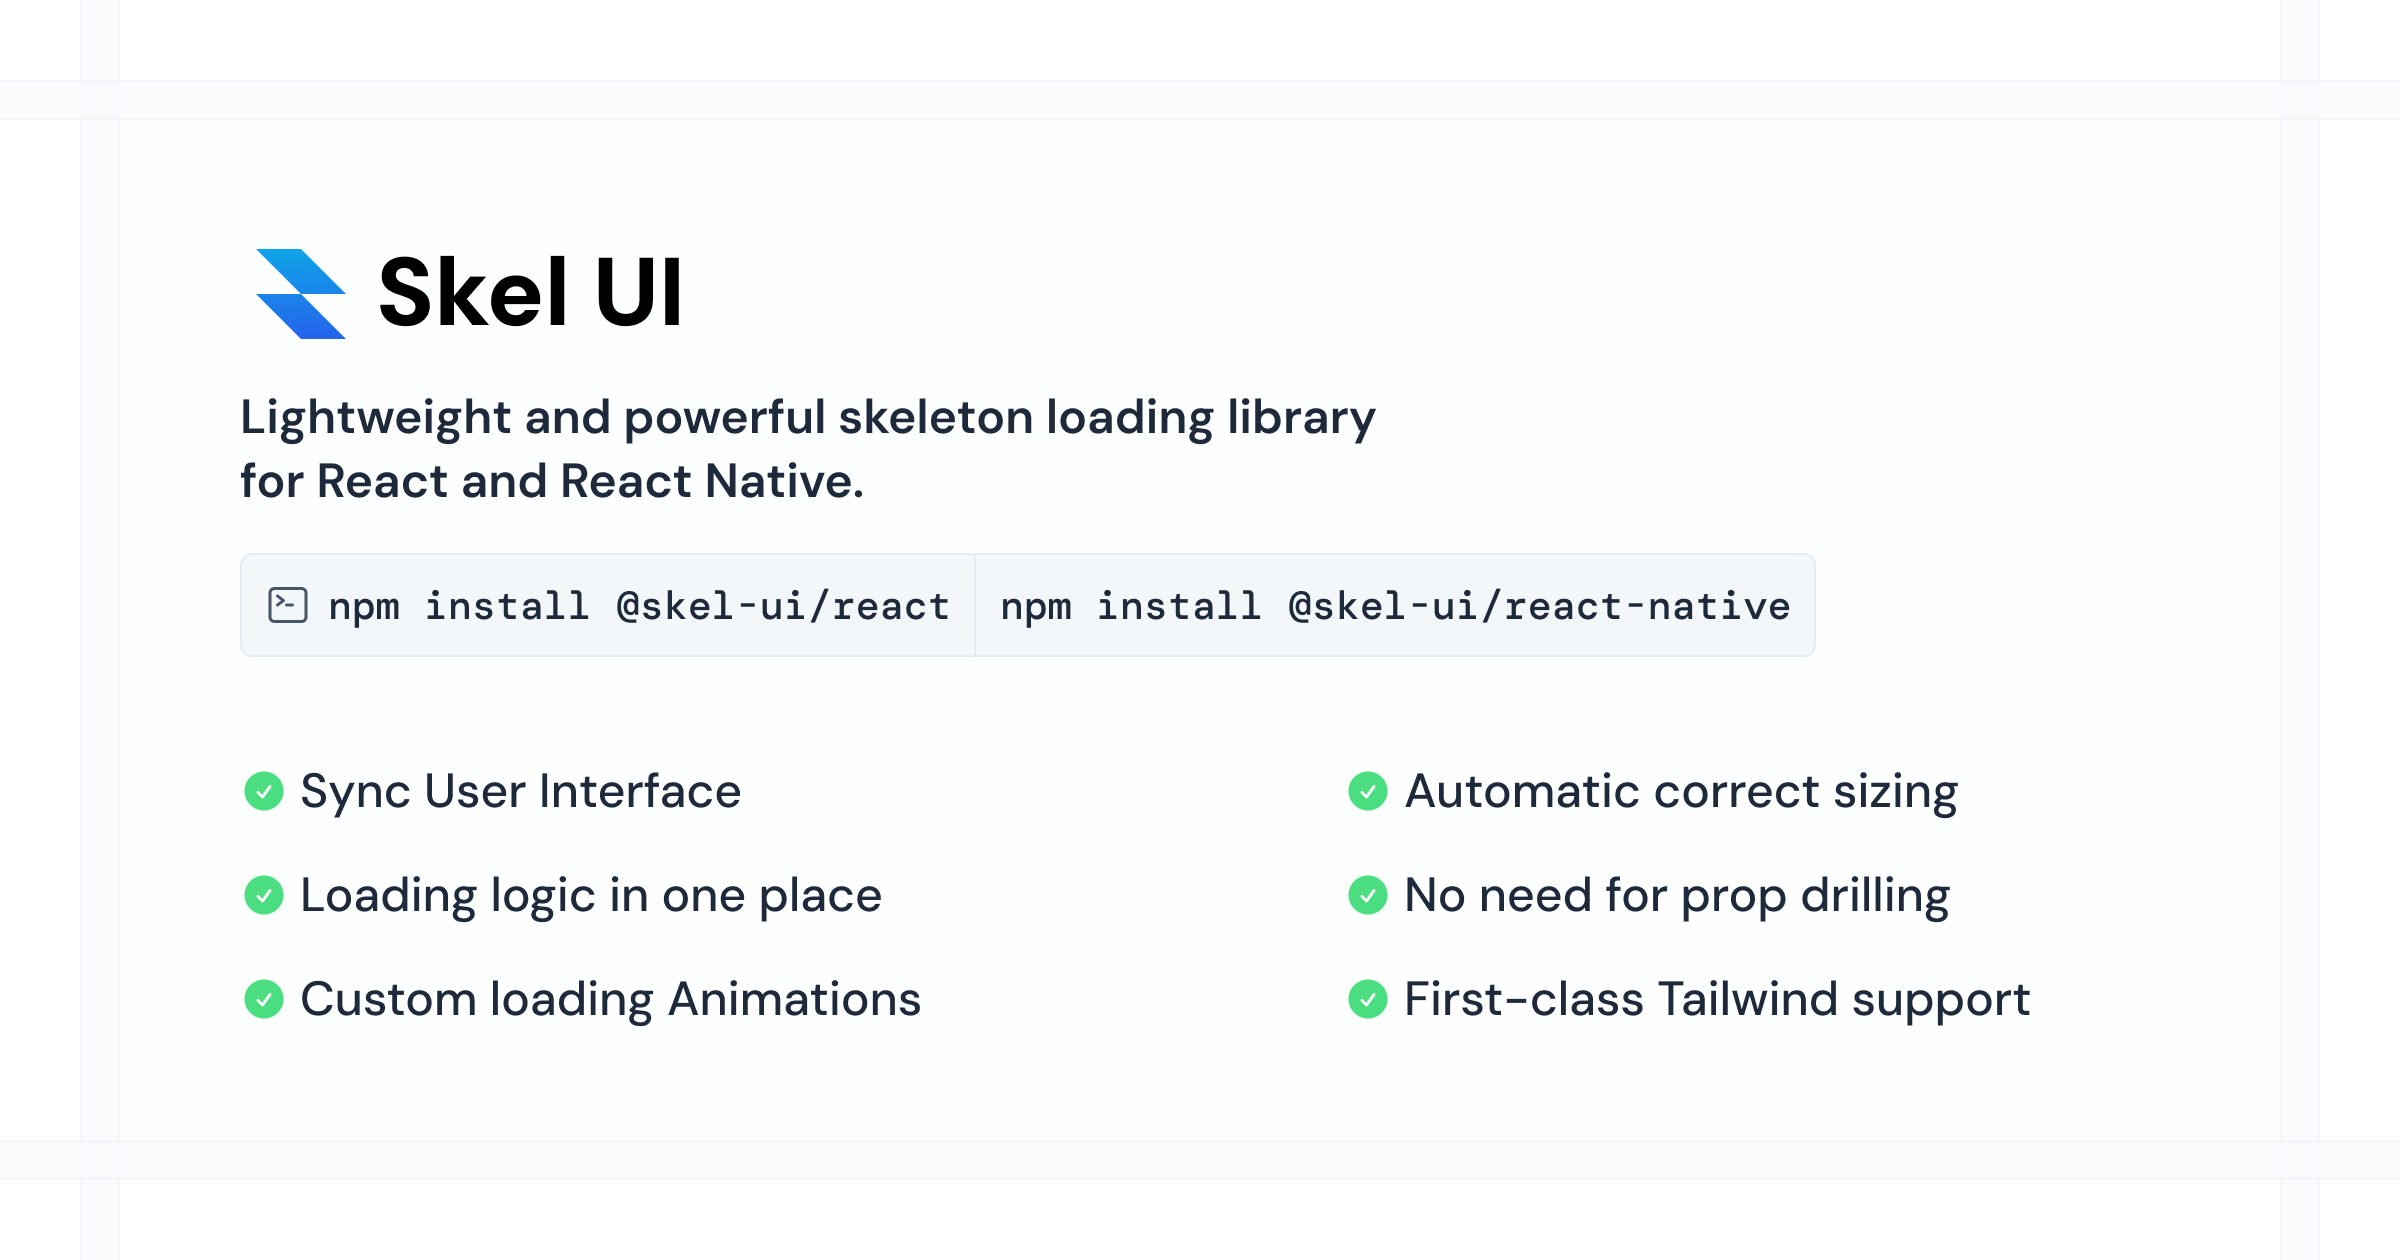 Skel UI
Lightweight and powerful skeleton loading library
for React and React Native.
npm install @skel-ui/react
npm install @skel-ui/react-native
Sync User Interface
Automatic correct sizing
Loading logic in one place
No need for prop drilling
Custom loading Animations
First-class Tailwind support